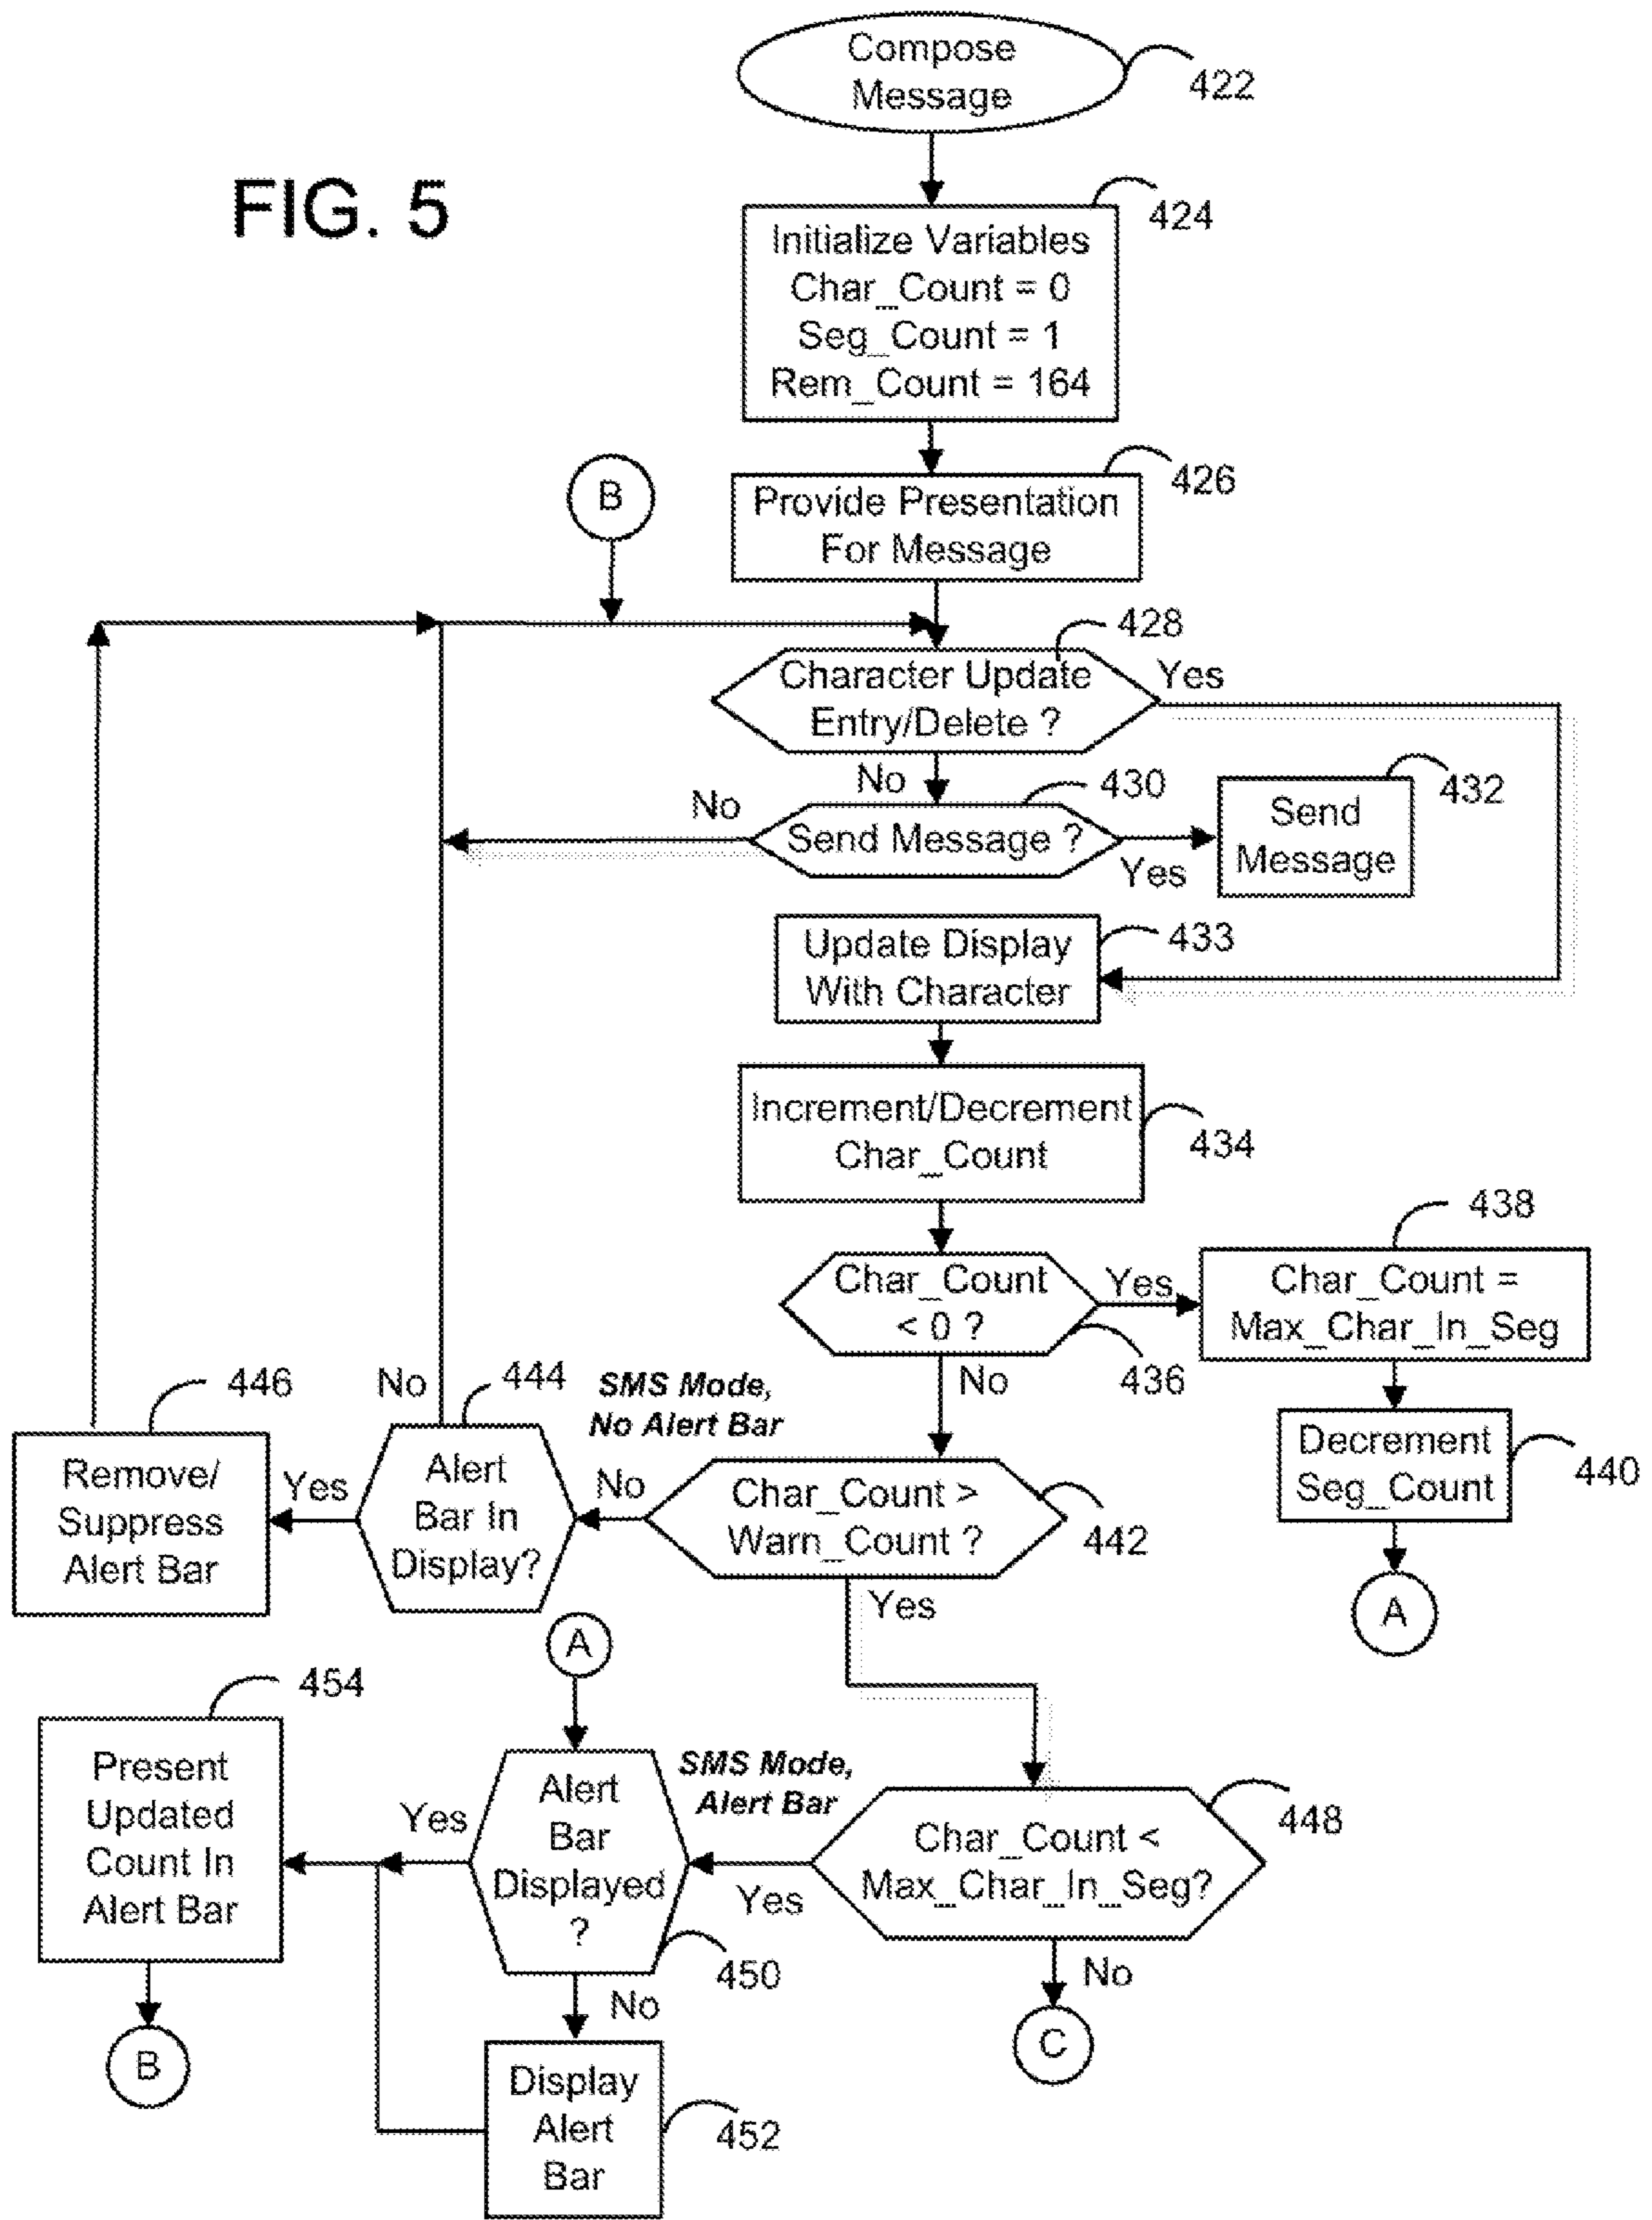 Compose
Message
422
FIG. 5
424
Initialize Variables
Char_Count = 0
Seg_Count = 1
Rem_Count = 164
426
B
Provide Presentation
For Message
428
Character Update
Entry/Delete ?
Yes
No
430
432
No
Send Message ?
Yes
Send
Message
433
Update Display
With Character
Increment/Decrement
Char_Count
434
438
Char_Count
< 0 ?
Yes
Char_Count =
Max_Char_In_Seg
436
No
446
No
444
SMS Mode,
No Alert Bar
Decrement
Seg_Count
440
Remove/
Suppress
Alert Bar
Yes
Alert
Bar In
Display?
No
Char_Count >
Warn_Count ?
442
Yes
A
A
454
Present
Updated
Count In
Alert Bar
Yes
Alert
Bar
Displayed
?
SMS Mode,
Alert Bar
Yes
Char_Count <
Max_Char_In_Seg?
448
450
No
No
B
C
Display
Alert
Bar
452